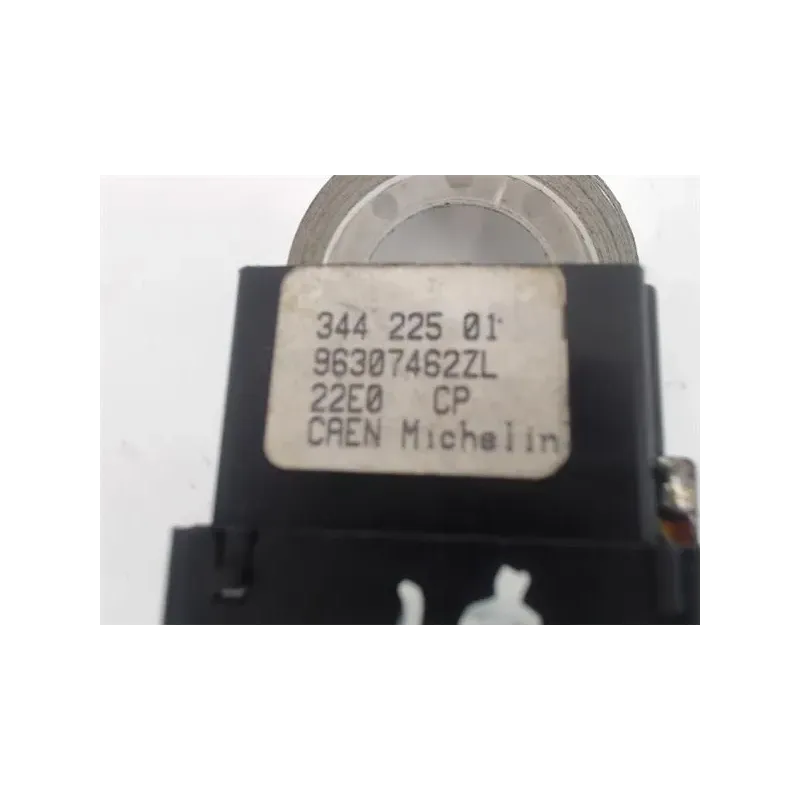 344 225 01
96307462ZL
22E0 CP
CAEN Michelin